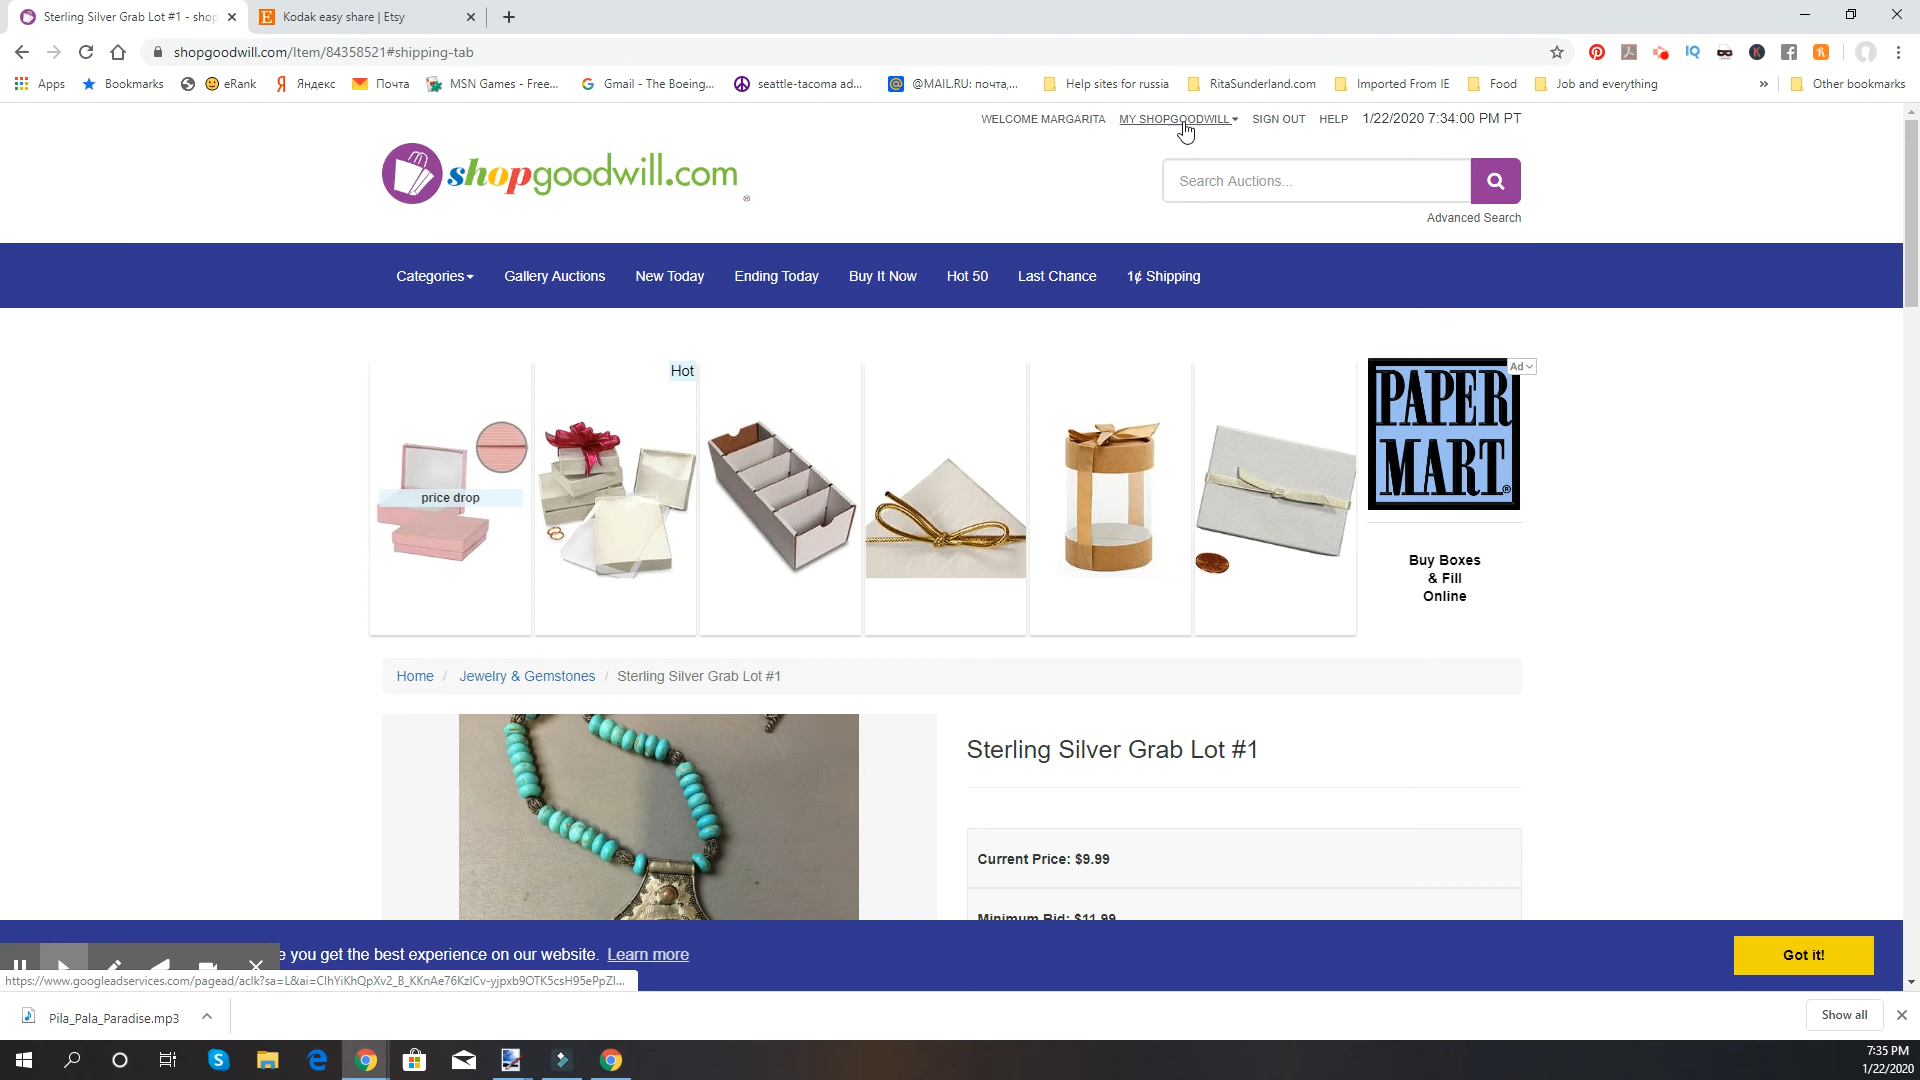 Sterling Silver Grab Lot #1 - shop
Kodak easy share | Etsy
shopgoodwill.com/Item/84358521#shipping-tab
Apps
Bookmarks
eRank
Яндекс
Почта
MSN Games - Free...
Gmail - The Boeing...
seattle-tacoma ad...
@MAIL.RU: почта,...
Help sites for russia
RitaSunderland.com
Imported From IE
Food
Job and everything
»
Other bookmarks
WELCOME MARGARITA MY SHOPGOODWILL SIGN OUT HELP 1/22/2020 7:34:00 PM PT
shopgoodwill.com®
Search Auctions...
Advanced Search
Categories Gallery Auctions New Today Ending Today Buy It Now Hot 50 Last Chance 1¢ Shipping
Hot
price drop
Ad
PAPER
MART®
Buy Boxes
& Fill
Online
Home / Jewelry & Gemstones / Sterling Silver Grab Lot #1
Sterling Silver Grab Lot #1
Current Price: $9.99
Minimum Bid: $11.99
e you get the best experience on our website. Learn more
Got it!
https://www.googleadservices.com/pagead/aclk?sa=L&ai=
Pila_Pala_Paradise.mp3
Show all
7:35 PM
1/22/2020